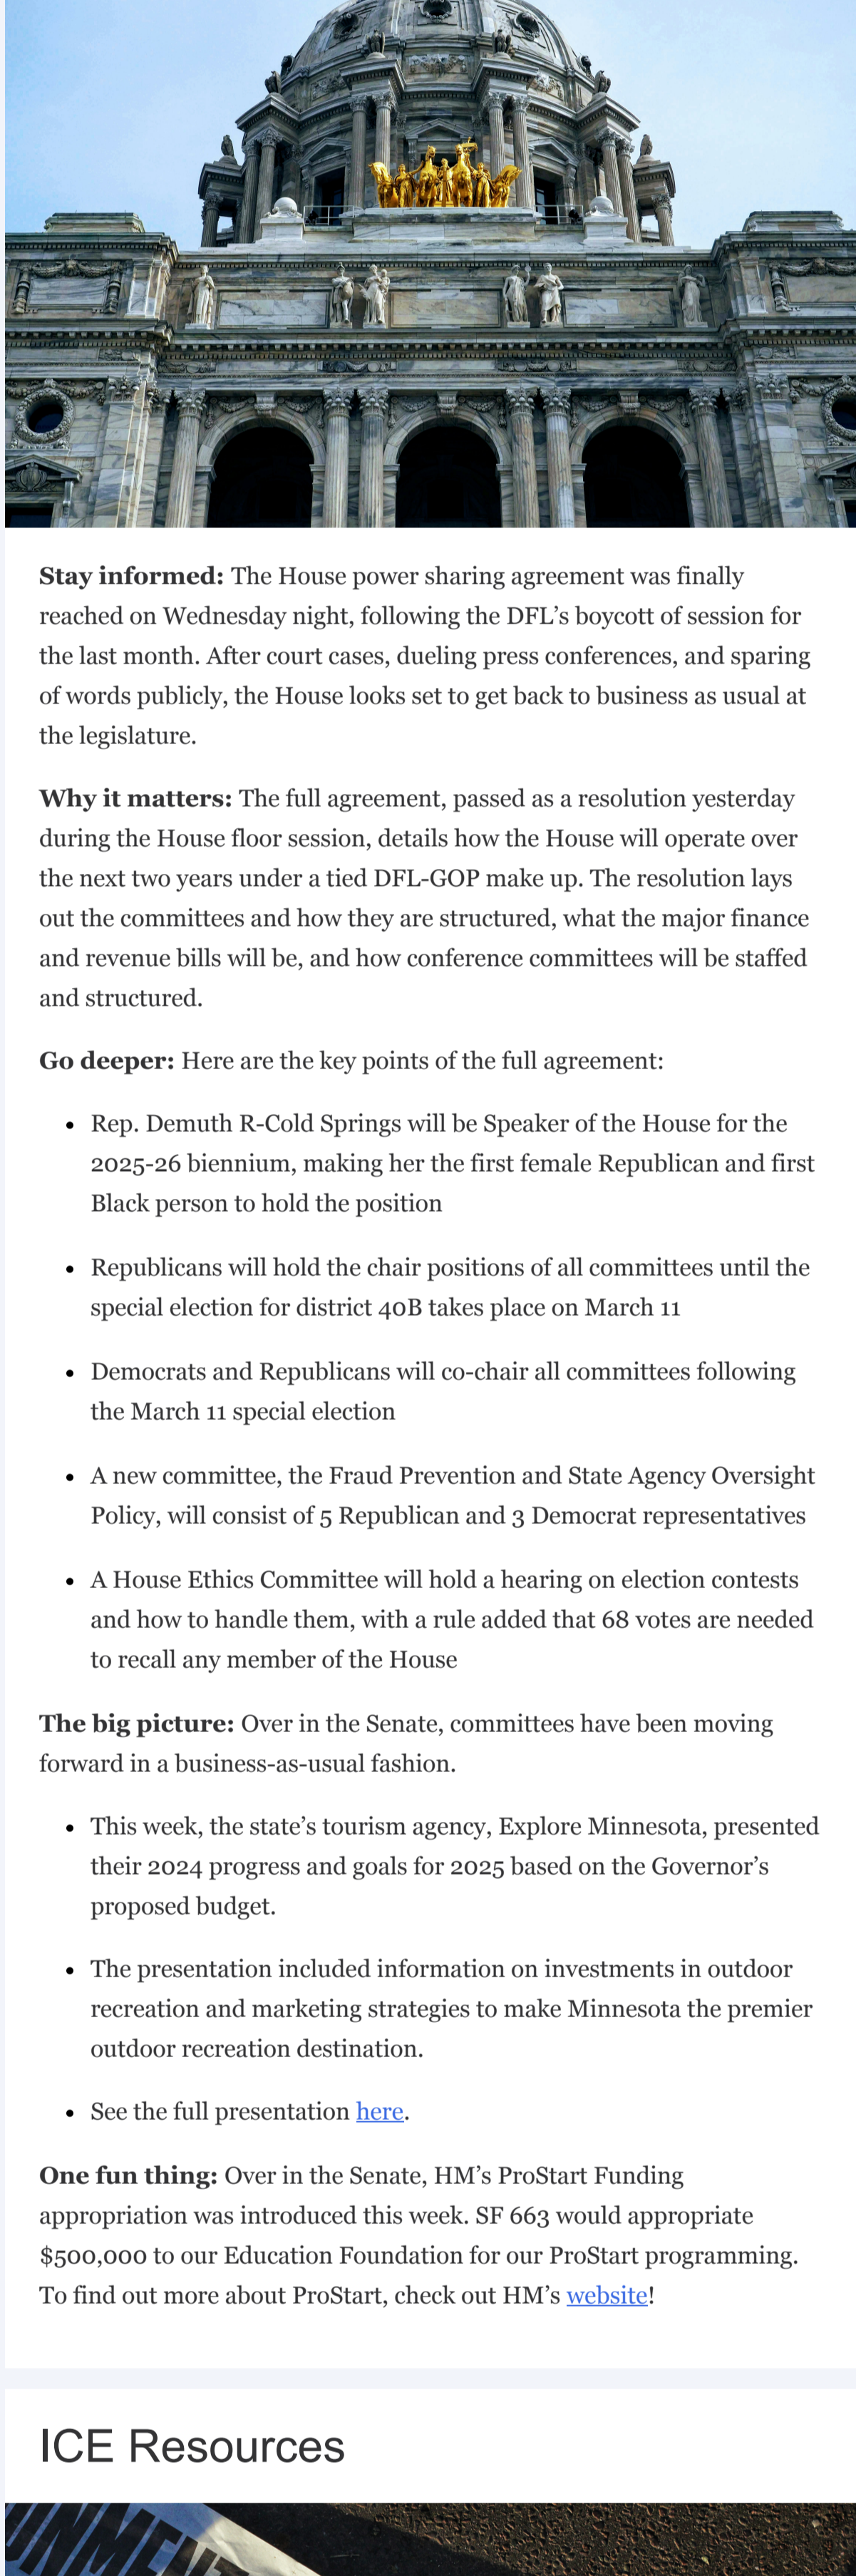 Stay informed: The House power sharing agreement was finally
reached on Wednesday night, following the DFL’s boycott of session for
the last month. After court cases, dueling press conferences, and sparing
of words publicly, the House looks set to get back to business as usual at
the legislature.
Why it matters: The full agreement, passed as a resolution yesterday
during the House floor session, details how the House will operate over
the next two years under a tied DFL-GOP make up. The resolution lays
out the committees and how they are structured, what the major finance
and revenue bills will be, and how conference committees will be staffed
and structured.
Go deeper: Here are the key points of the full agreement:
• Rep. Demuth R-Cold Springs will be Speaker of the House for the
2025-26 biennium, making her the first female Republican and first
Black person to hold the position
• Republicans will hold the chair positions of all committees until the
special election for district 40B takes place on March 11
• Democrats and Republicans will co-chair all committees following
the March 11 special election
• A new committee, the Fraud Prevention and State Agency Oversight
Policy, will consist of 5 Republican and 3 Democrat representatives
• A House Ethics Committee will hold a hearing on election contests
and how to handle them, with a rule added that 68 votes are needed
to recall any member of the House
The big picture: Over in the Senate, committees have been moving
forward in a business-as-usual fashion.
• This week, the state’s tourism agency, Explore Minnesota, presented
their 2024 progress and goals for 2025 based on the Governor’s
proposed budget.
• The presentation included information on investments in outdoor
recreation and marketing strategies to make Minnesota the premier
outdoor recreation destination.
• See the full presentation here.
One fun thing: Over in the Senate, HM’s ProStart Funding
appropriation was introduced this week. SF 663 would appropriate
$500,000 to our Education Foundation for our ProStart programming.
To find out more about ProStart, check out HM’s website!
ICE Resources